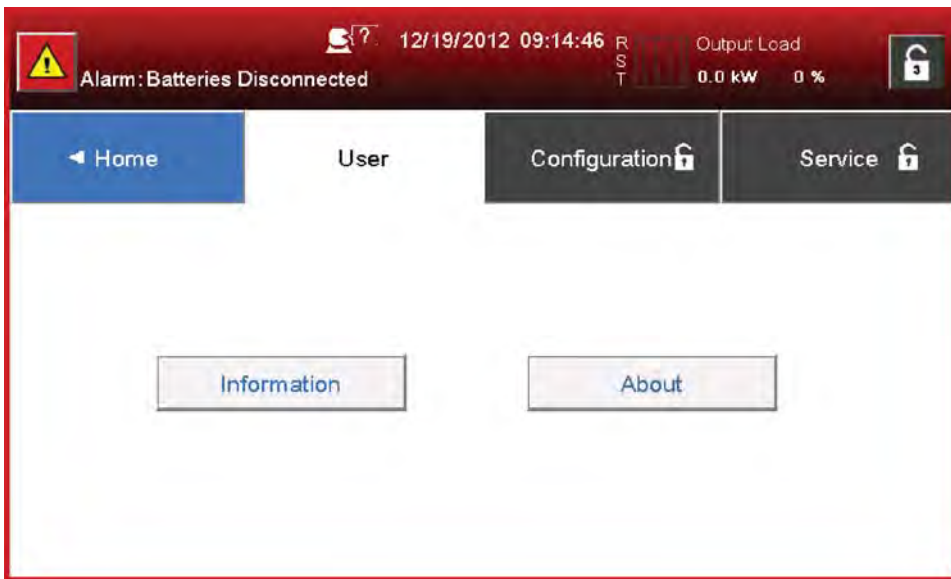 ? 12/19/2012 09:14:46 R Output Load
S
Alarm: Batteries Disconnected T 0.0 kW 0 %
3
Home User Configuration Service
Information About